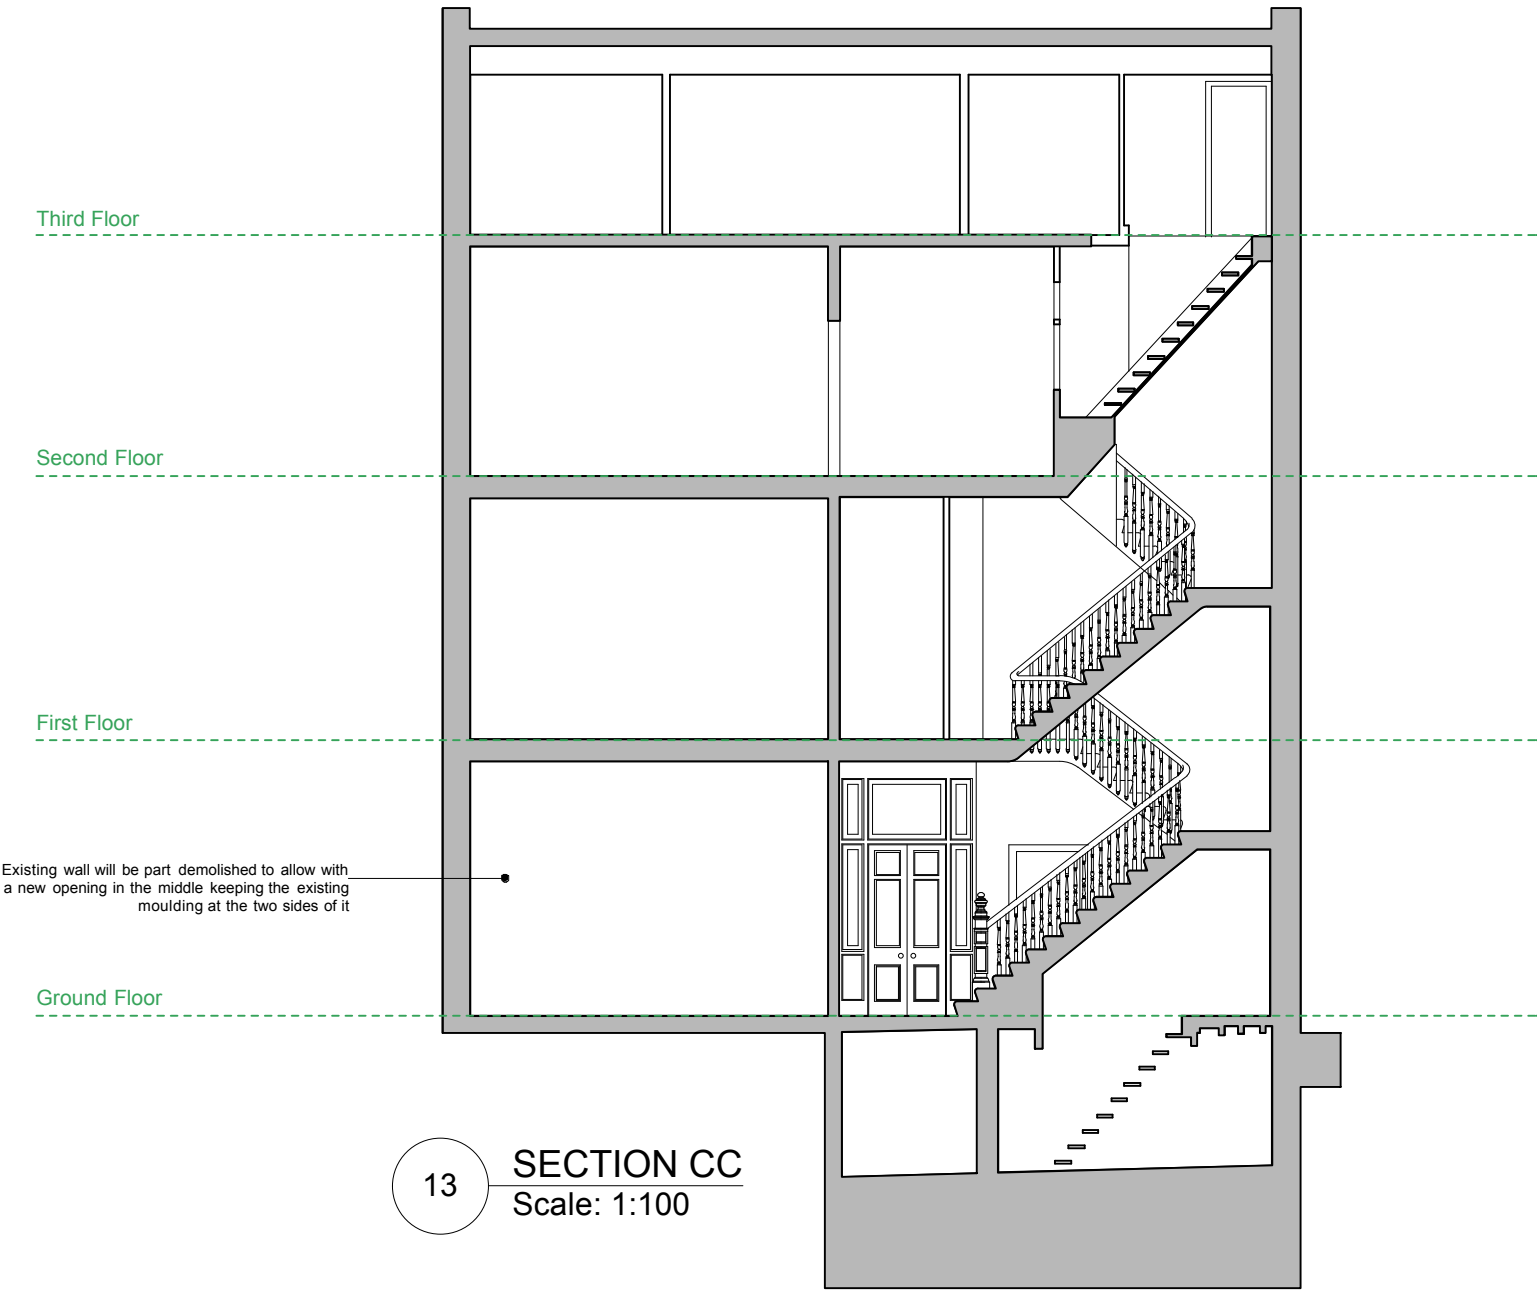 Third Floor
Second Floor
First Floor
Existing wall will be part demolished to allow with
a new opening in the middle keeping the existing
moulding at the two sides of it
Ground Floor
13
SECTION CC
Scale: 1:100